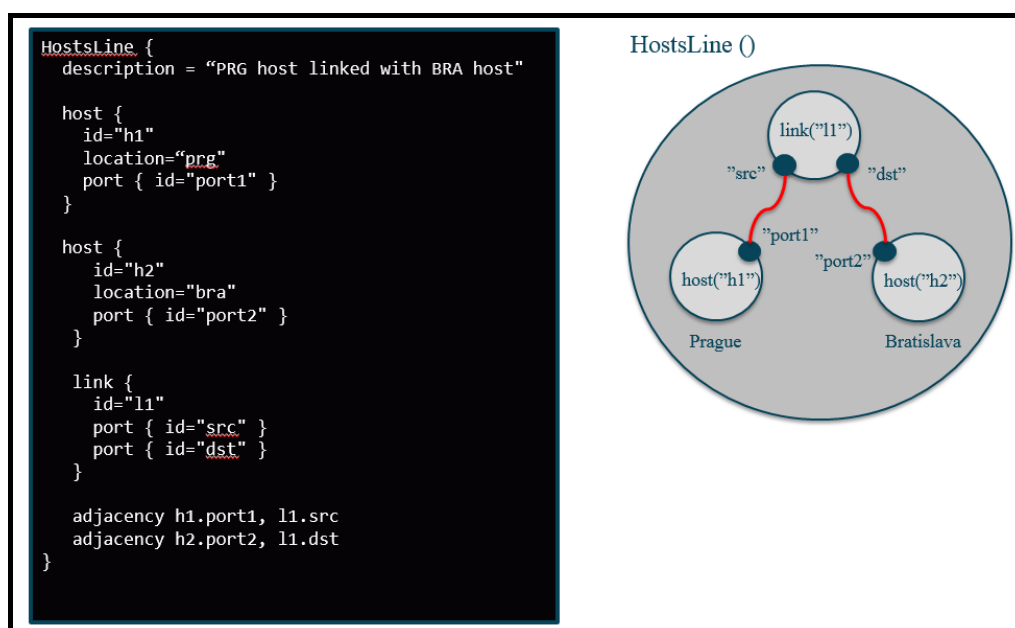 HostsLine {
description = “PRG host linked with BRA host"
host {
id="h1"
location=“prg"
port { id="port1" }
}
host {
id="h2"
location="bra"
port { id="port2" }
}
link {
id="l1"
port { id="src" }
port { id="dst" }
}
adjacency h1.port1, l1.src
adjacency h2.port2, l1.dst
}
HostsLine ()
link(”l1”)
”src”
”dst”
”port1”
”port2”
host(”h1”)
host(”h2”)
Prague
Bratislava